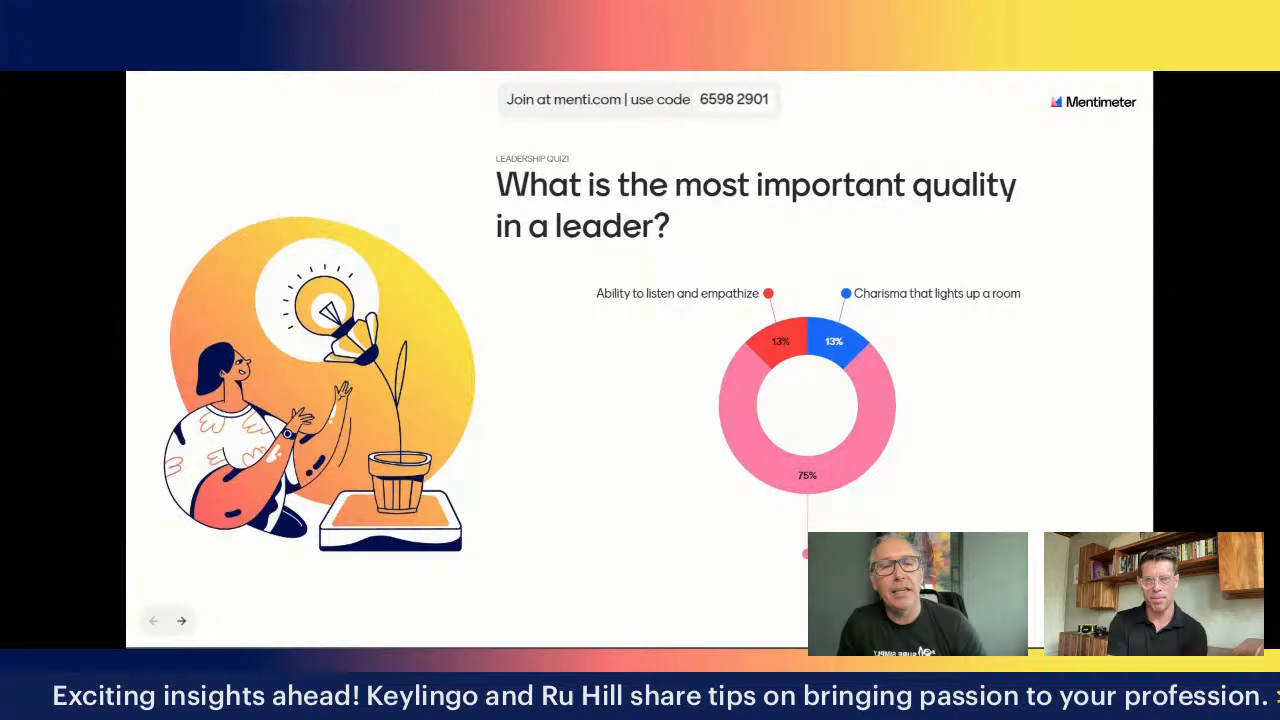 Join at menti.com | use code 6598 2901
Mentimeter
LEADERSHIP QUIZ!
What is the most important quality
in a leader?
Ability to listen and empathize
Charisma that lights up a room
13%
13%
75%
Exciting insights ahead! Keylingo and Ru Hill share tips on bringing passion to your profession.